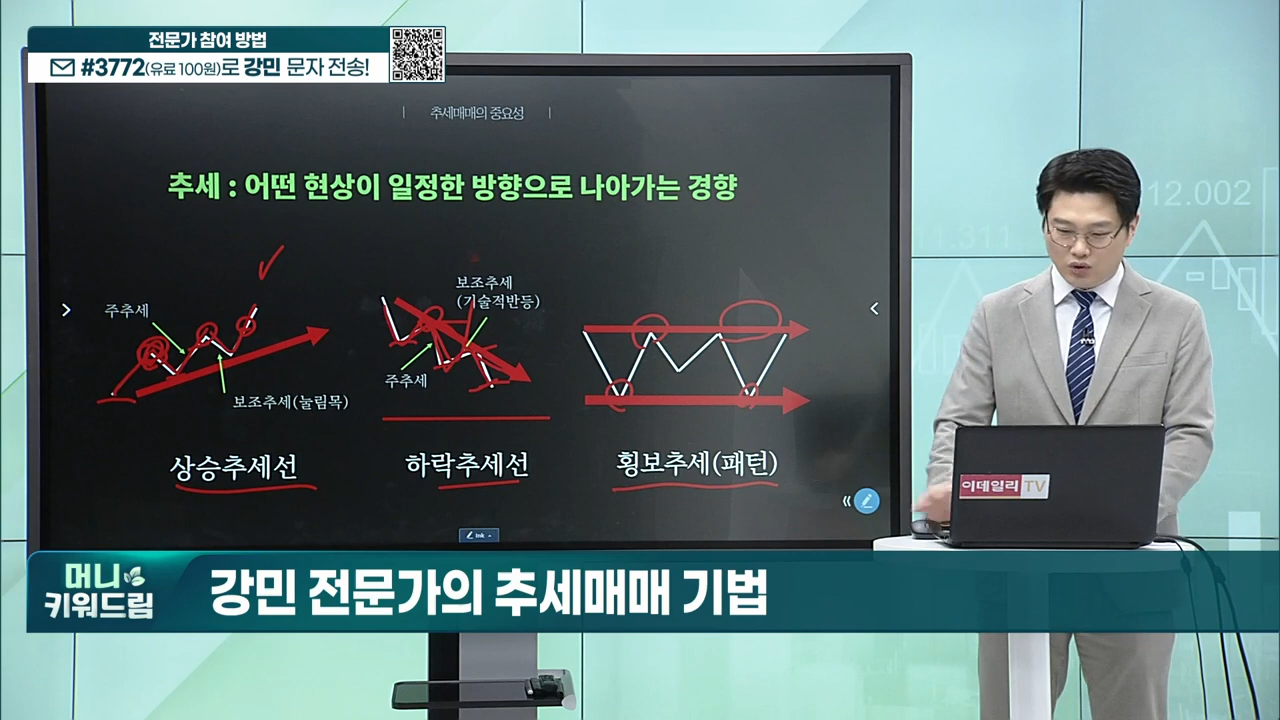 전문가 참여 방법
#3772(유료 100원)로 강민 문자 전송!
추세매매의 중요성
추세 : 어떤 현상이 일정한 방향으로 나아가는 경향
주추세
보조추세(눌림목)
상승추세선
보조추세
(기술적반등)
주추세
하락추세선
횡보추세(패턴)
Ink
12.002
11.311
이데일리TV
머니
키워드림
강민 전문가의 추세매매 기법